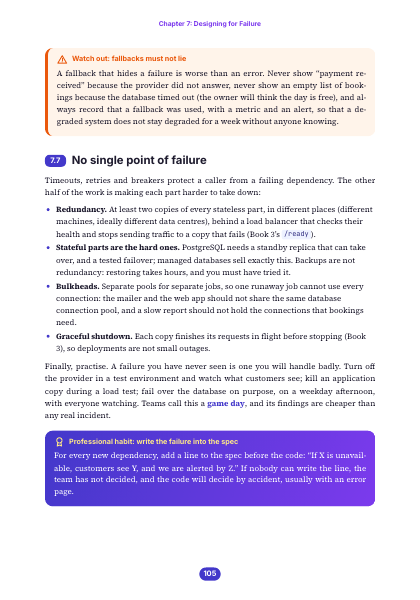 Chapter 7: Designing for Failure
Watch out: fallbacks must not lie
A fallback that hides a failure is worse than an error. Never show “payment re-
ceived” because the provider did not answer, never show an empty list of book-
ings because the database timed out (the owner will think the day is free), and al-
ways record that a fallback was used, with a metric and an alert, so that a de-
graded system does not stay degraded for a week without anyone knowing.
7.7 No single point of failure
Timeouts, retries and breakers protect a caller from a failing dependency. The other
half of the work is making each part harder to take down:
• Redundancy. At least two copies of every stateless part, in different places (different
machines, ideally different data centres), behind a load balancer that checks their
health and stops sending traffic to a copy that fails (Book 3’s /ready ).
• Stateful parts are the hard ones. PostgreSQL needs a standby replica that can take
over, and a tested failover; managed databases sell exactly this. Backups are not
redundancy: restoring takes hours, and you must have tried it.
• Bulkheads. Separate pools for separate jobs, so one runaway job cannot use every
connection: the mailer and the web app should not share the same database
connection pool, and a slow report should not hold the connections that bookings
need.
• Graceful shutdown. Each copy finishes its requests in flight before stopping (Book
3), so deployments are not small outages.
Finally, practise. A failure you have never seen is one you will handle badly. Turn off
the provider in a test environment and watch what customers see; kill an application
copy during a load test; fail over the database on purpose, on a weekday afternoon,
with everyone watching. Teams call this a game day, and its findings are cheaper than
any real incident.
Professional habit: write the failure into the spec
For every new dependency, add a line to the spec before the code: “If X is unavail-
able, customers see Y, and we are alerted by Z.” If nobody can write the line, the
team has not decided, and the code will decide by accident, usually with an error
page.
105